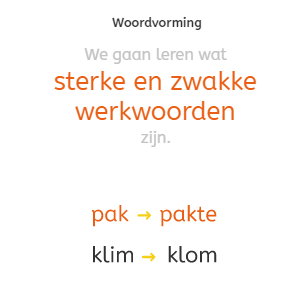 Woordvorming
We gaan leren wat
sterke en zwakke
werkwoorden
zijn.
pak → pakte
klim → klom